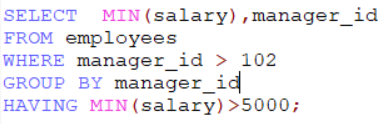 SELECT  MIN(salary),manager_id
FROM employees
WHERE manager_id > 102
GROUP BY manager_id
HAVING MIN(salary)>5000;